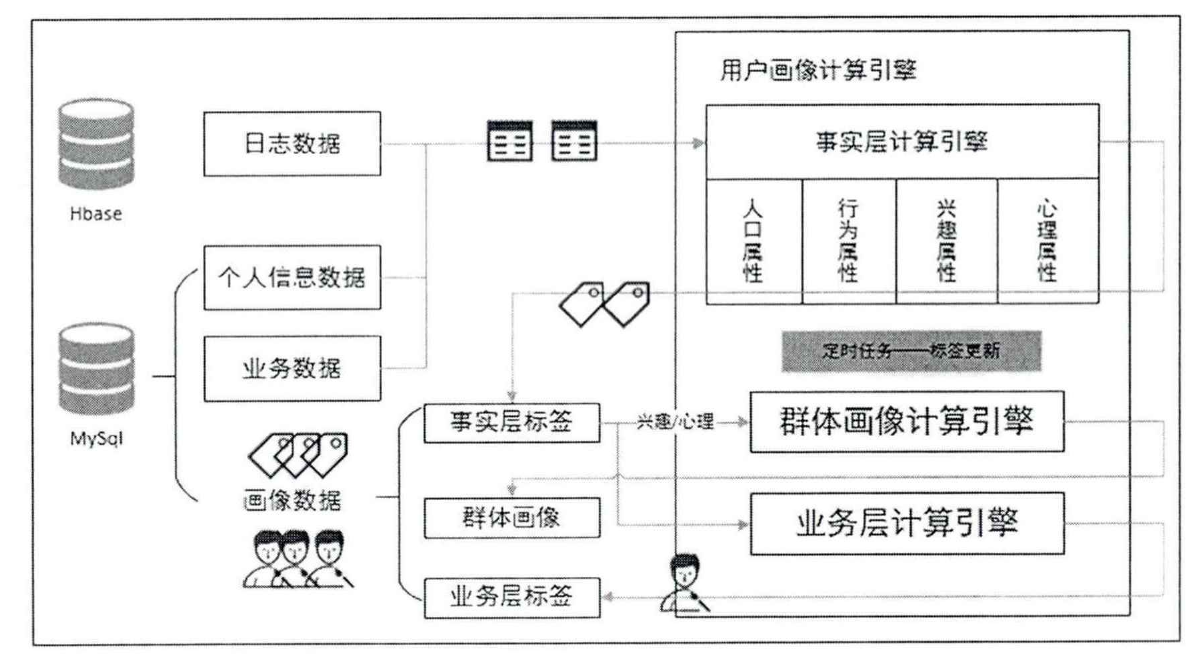 用户画像计算引擎
日志数据
事实层计算引擎
Hbase
人口属性
行为属性
兴趣属性
心理属性
个人信息数据
业务数据
定时任务——标签更新
MySql
事实层标签
兴趣/心理
群体画像计算引擎
画像数据
群体画像
业务层计算引擎
业务层标签